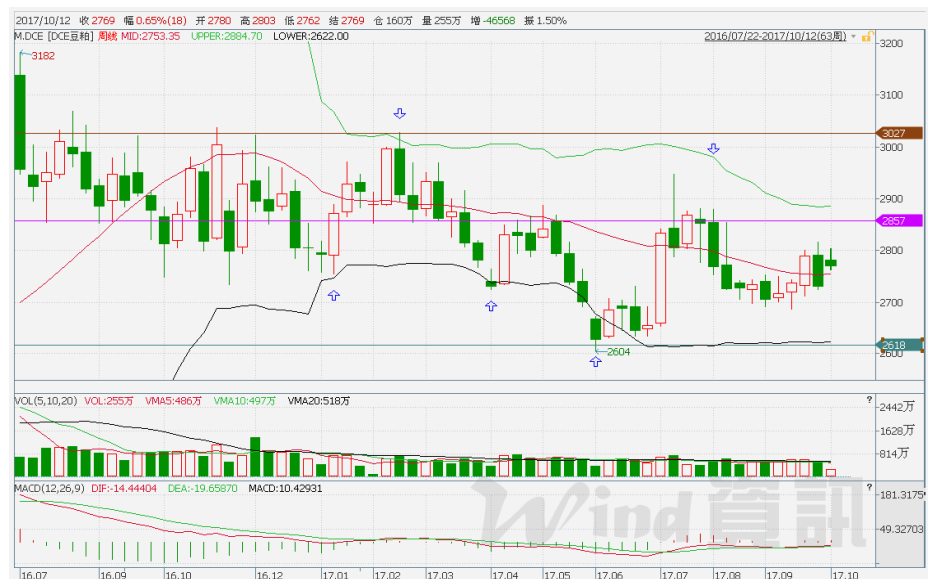 2017/10/12 收 2769 幅 0.65%(18) 开 2780 高 2803 低 2762 结 2769 仓 160万 量 255万 增 -46568 振 1.50%
M.DCE [DCE豆粕] 周线 MID:2753.35 UPPER:2884.70 LOWER:2622.00 2016/07/22-2017/10/12(63周)
3200
3182
3100
3027
3000
2900
2857
2800
2700
2618
2604
2600
VOL(5,10,20) VOL:255万 VMA5:486万 VMA10:497万 VMA20:518万 ?
2442万
1628万
814万
MACD(12,26,9) DIF:-14.44404 DEA:-19.65870 MACD:10.42931 ?
181.3175
Wind 資訊
49.32703
16.07 16.09 16.10 16.12 17.01 17.02 17.03 17.04 17.05 17.06 17.07 17.08 17.09 17.10